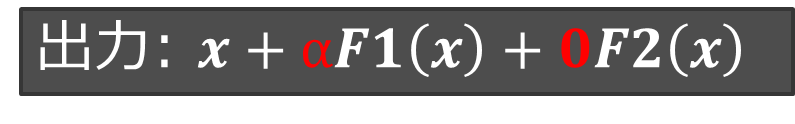 出力: x + αF1(x) + 0F2(x)